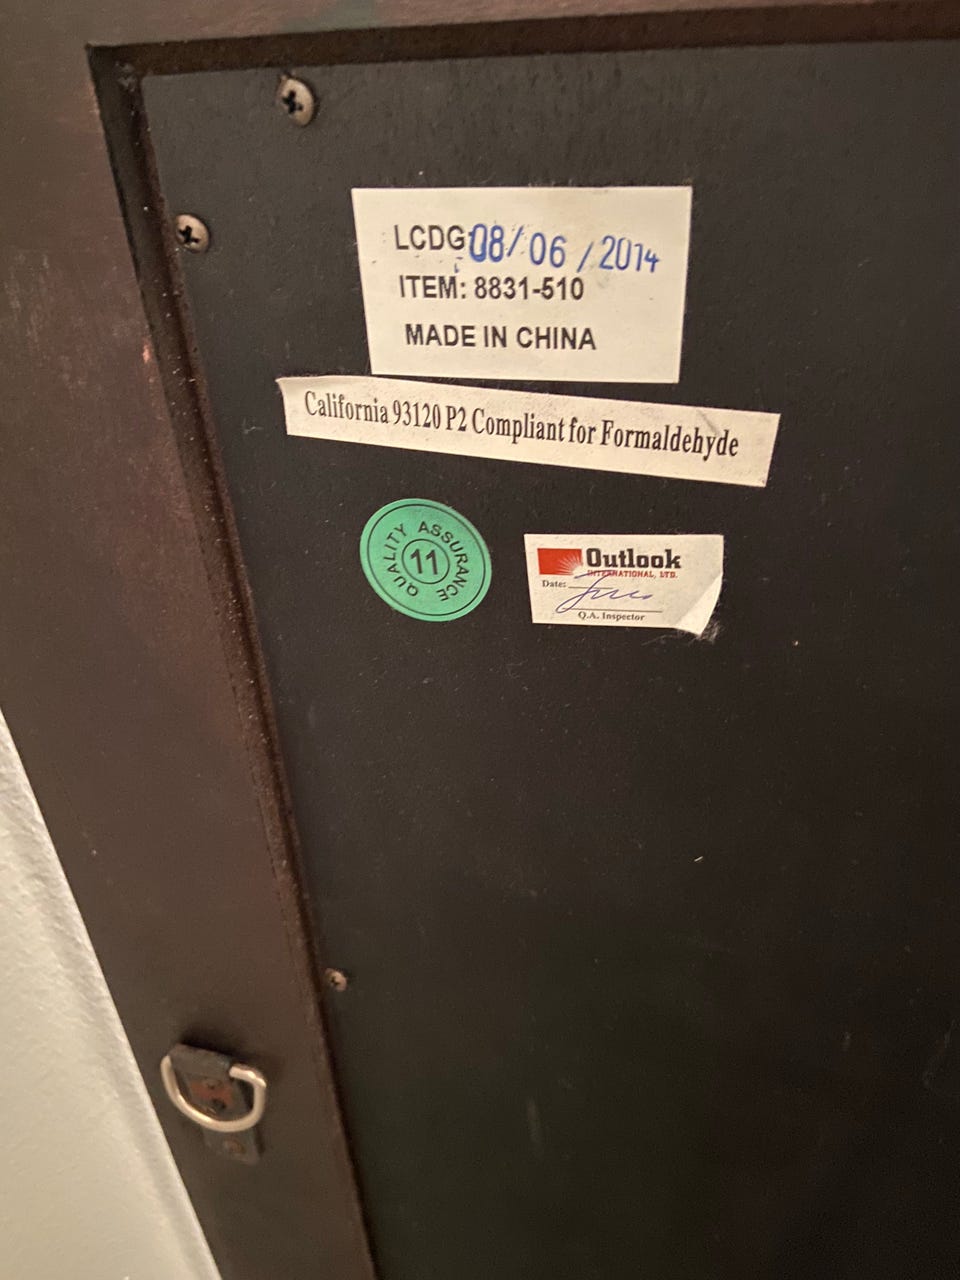 LCDG:08/06/2014
ITEM: 8831-510
MADE IN CHINA
California 93120 P2 Compliant for Formaldehyde
QUALITY ASSURANCE
11
Outlook
INTERNATIONAL, LTD.
Date:
Q.A. Inspector